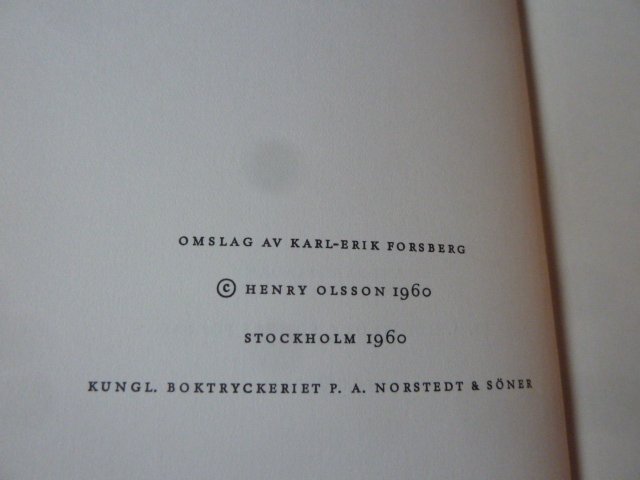 OMSLAG AV KARL-ERIK FORSBERG
© HENRY OLSSON 1960
STOCKHOLM 1960
KUNGL. BOKTRYCKERIET P. A. NORSTEDT & SÖNER